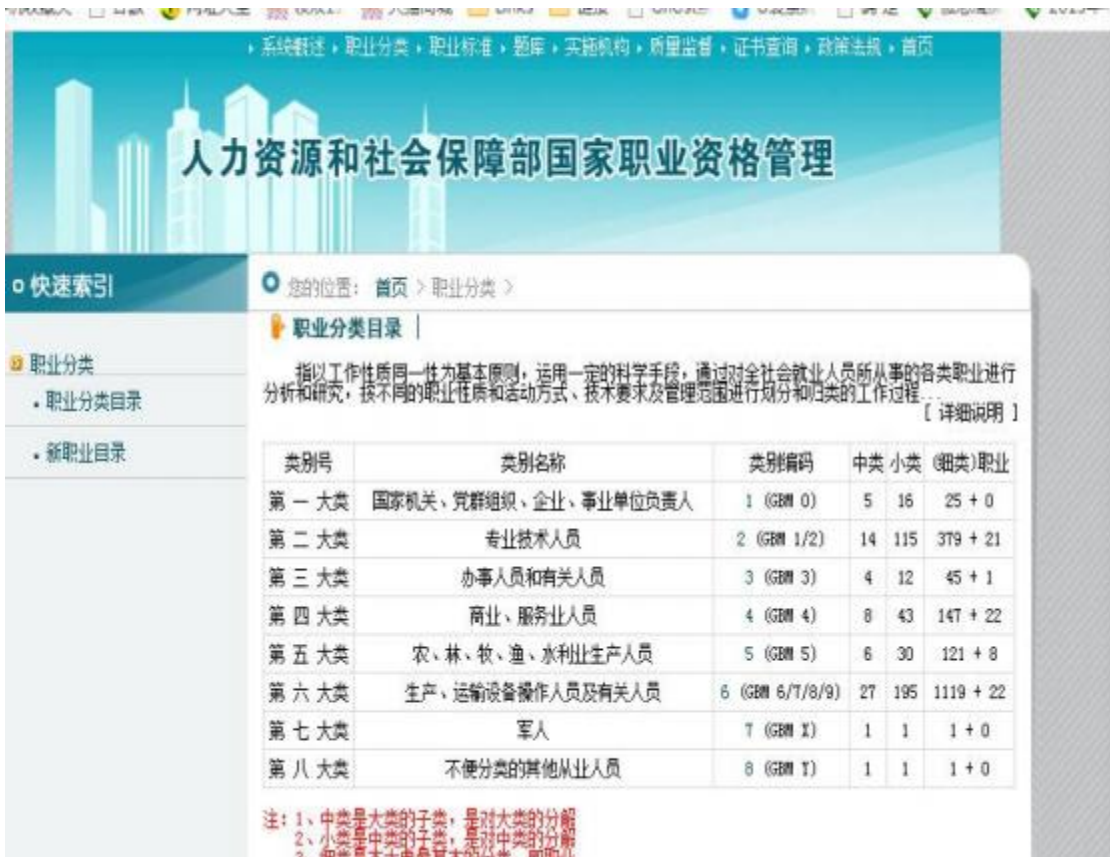 系统概述 · 职业分类 · 职业标准 · 题库 · 实施机构 · 质量监督 · 证书查询 · 政策法规 · 首页
人力资源和社会保障部国家职业资格管理
快速索引
职业分类
· 职业分类目录
· 新职业目录
您的位置： 首页 > 职业分类 >
职业分类目录
指以工作性质同一性为基本原则，运用一定的科学手段，通过对全社会就业人员所从事的各类职业进行
分析和研究，按不同的职业性质和活动方式、技术要求及管理范围进行划分和归类的工作过程...
[ 详细说明 ]
类别号 类别名称 类别编码 中类 小类 (细类)职业
第 一 大类 国家机关、党群组织、企业、事业单位负责人 1 (GBM 0) 5 16 25 + 0
第 二 大类 专业技术人员 2 (GBM 1/2) 14 115 379 + 21
第 三 大类 办事人员和有关人员 3 (GBM 3) 4 12 45 + 1
第 四 大类 商业、服务业人员 4 (GBM 4) 8 43 147 + 22
第 五 大类 农、林、牧、渔、水利业生产人员 5 (GBM 5) 6 30 121 + 8
第 六 大类 生产、运输设备操作人员及有关人员 6 (GBM 6/7/8/9) 27 195 1119 + 22
第 七 大类 军人 7 (GBM X) 1 1 1 + 0
第 八 大类 不便分类的其他从业人员 8 (GBM Y) 1 1 1 + 0
注：1、中类是大类的子类，是对大类的分解
2、小类是中类的子类，是对中类的分解